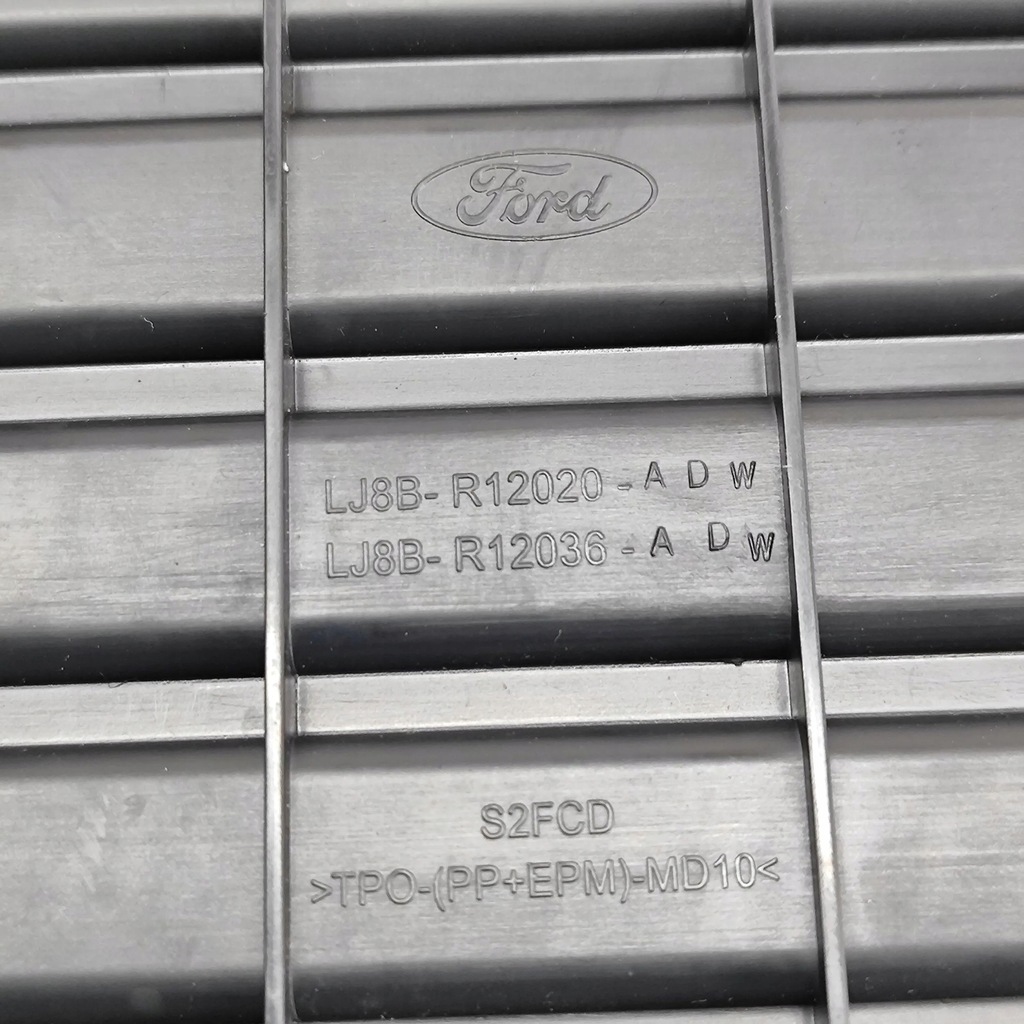 Ford
LJ8B- R12020 - A D W
LJ8B- R12036 - A D W
S2FCD
>TPO-(PP+EPM)-MD10<